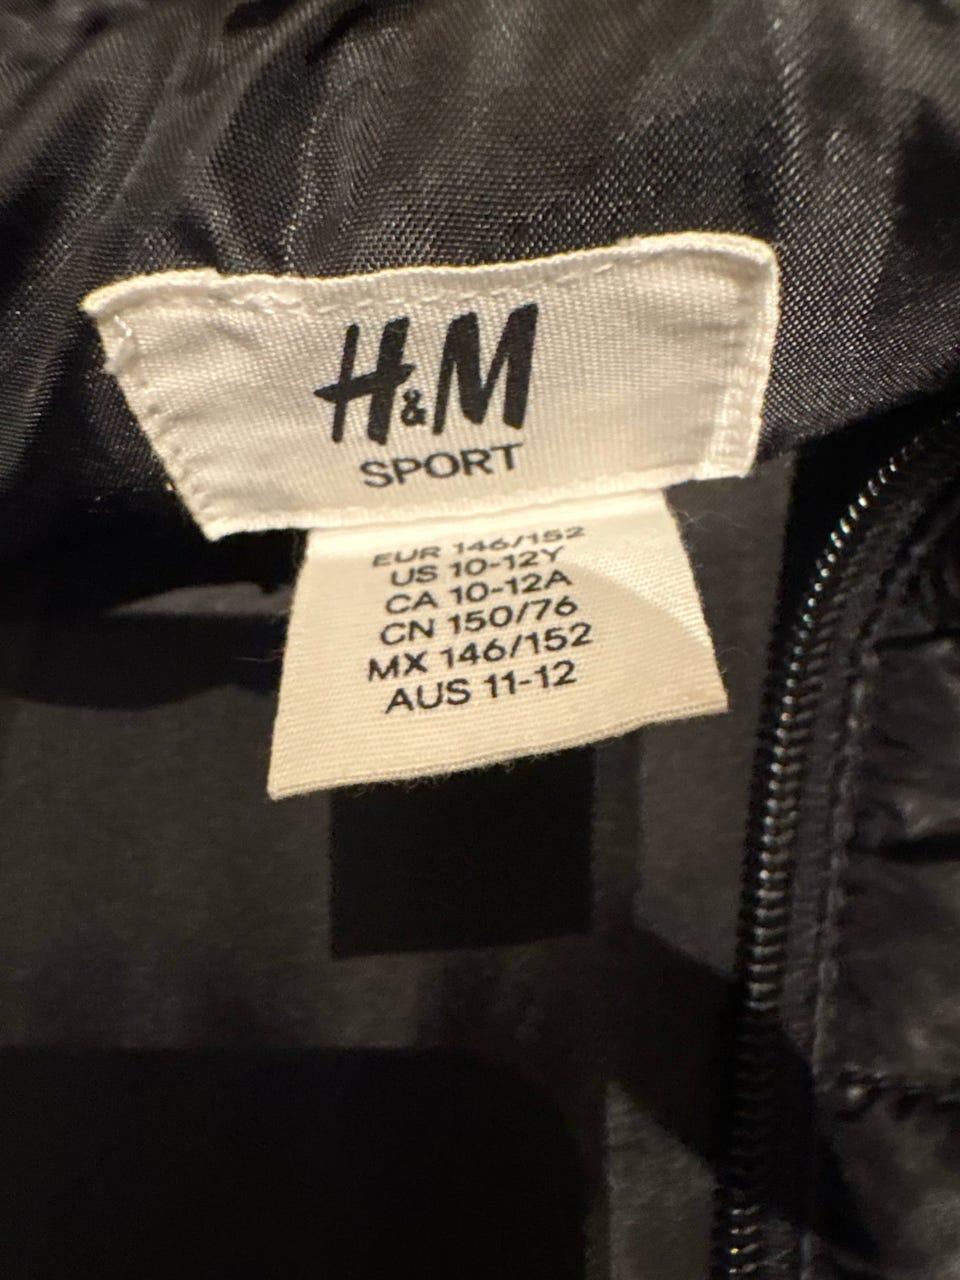 H&M
SPORT
EUR 146/152
US 10-12Y
CA 10-12A
CN 150/76
MX 146/152
AUS 11-12